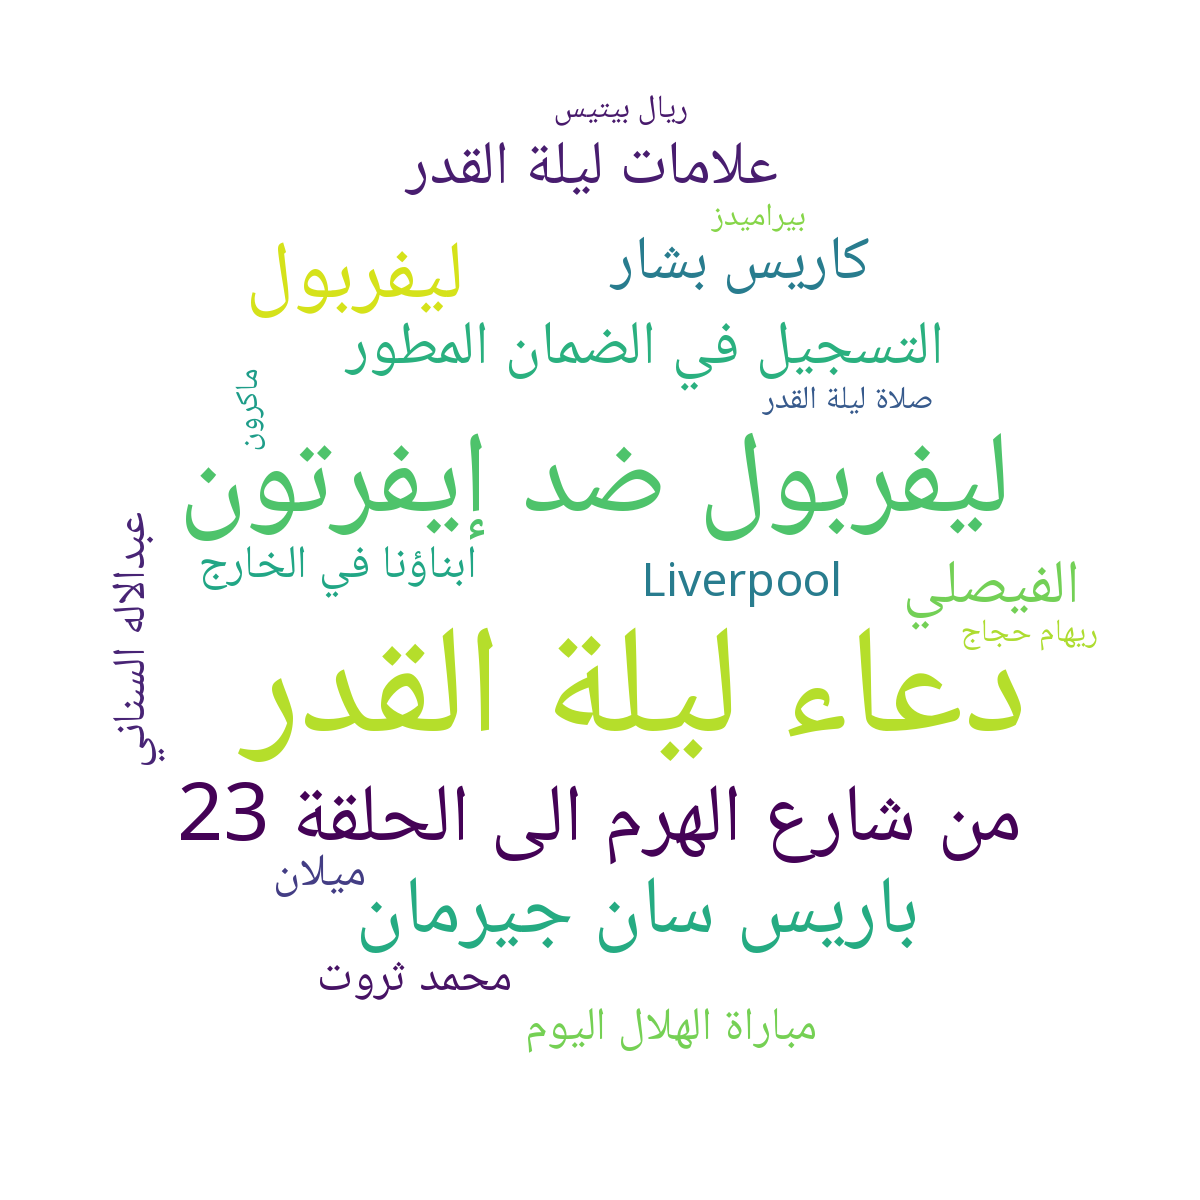 ريال بيتيس
علامات ليلة القدر
بيراميدز
كاريس بشار
ليفربول
التسجيل في الضمان المطور
ماكرون
صلاة ليلة القدر
ليفربول ضد إيفرتون
عبدالاله السناني
ابناؤنا في الخارج
Liverpool
الفيصلي
ريهام حجاج
دعاء ليلة القدر
من شارع الهرم الى الحلقة 23
ميلان
باريس سان جيرمان
محمد ثروت
مباراة الهلال اليوم